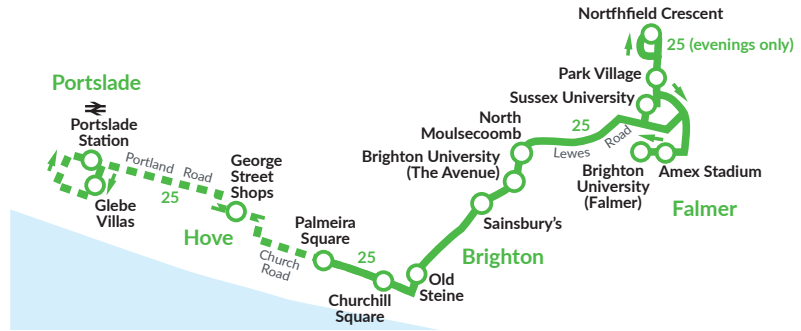 Nortfhfield Crescent
25 (evenings only)
Park Village
Sussex University
Portslade
Portslade
Station
North
Moulsecoomb
25
Lewes Road
Brighton University
(The Avenue)
Portland Road
25
George
Street
Shops
Glebe
Villas
Brighton
University
(Falmer)
Amex Stadium
Falmer
Hove
Palmeira
Square
Sainsbury's
Church
Road
25
Brighton
Old
Steine
Churchill
Square